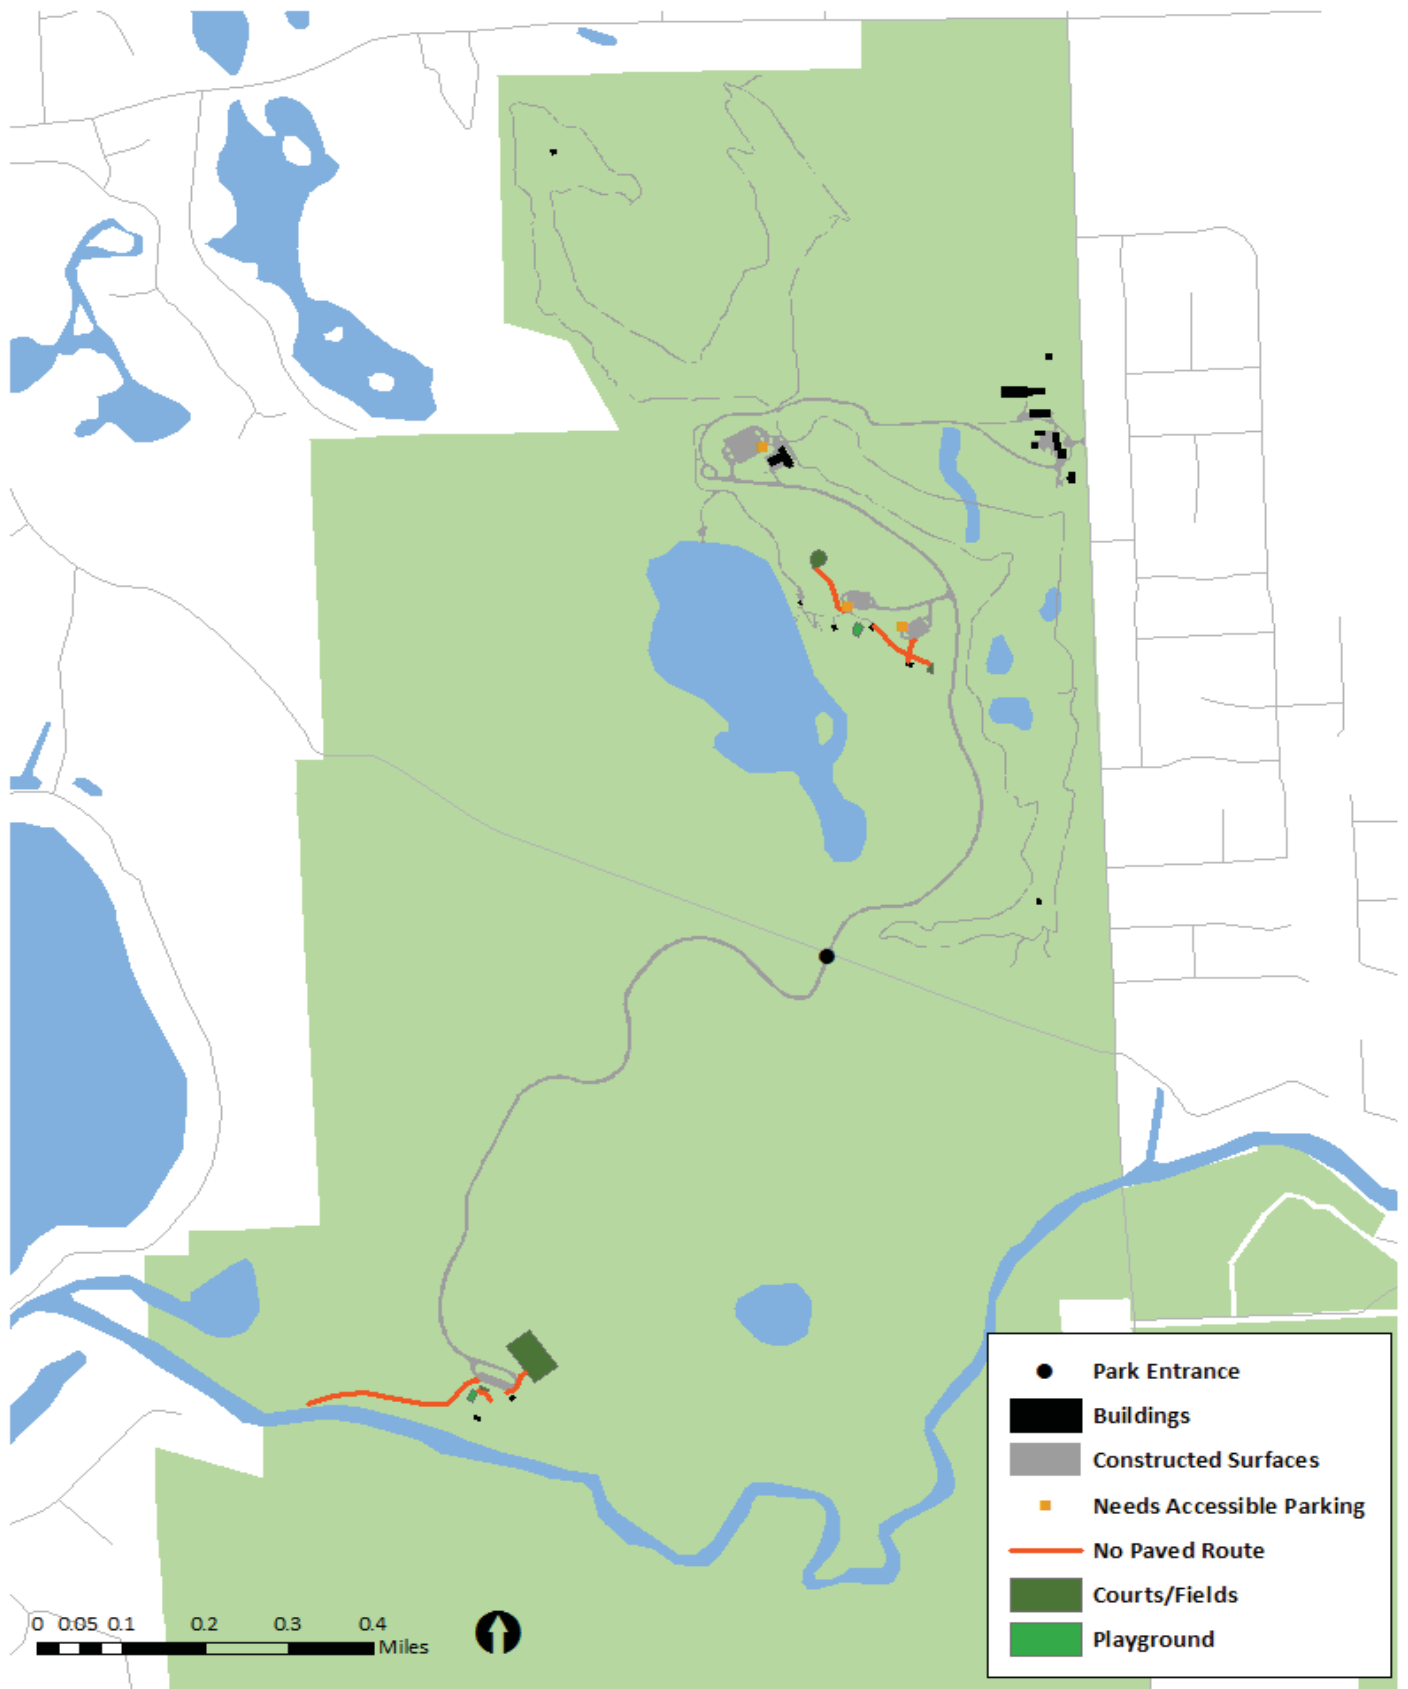 Park Entrance
Buildings
Constructed Surfaces
Needs Accessible Parking
No Paved Route
Courts/Fields
Playground
0 0.05 0.1 0.2 0.3 0.4
Miles